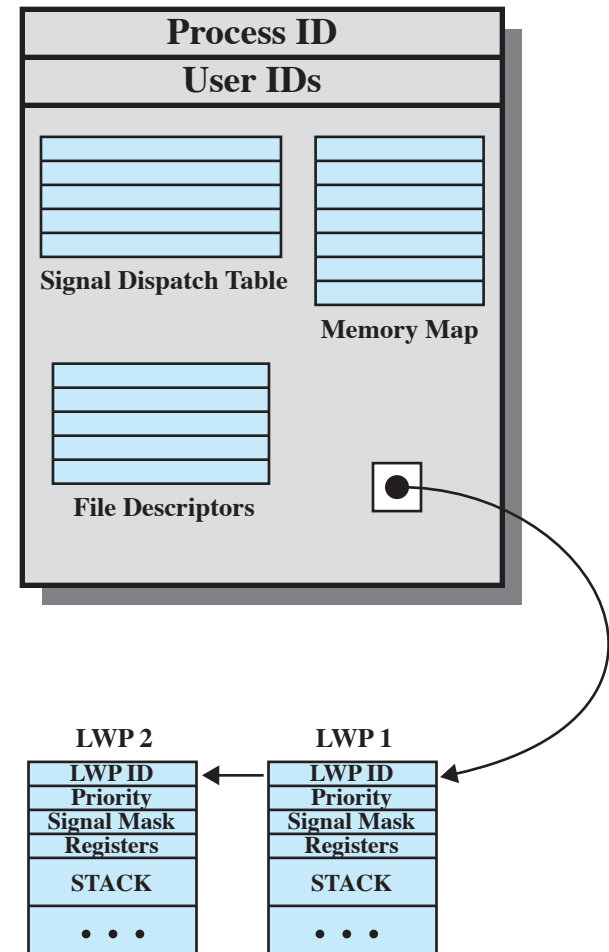 Process ID
User IDs
Signal Dispatch Table
Memory Map
File Descriptors
LWP 2
LWP ID
Priority
Signal Mask
Registers
STACK
• • •
LWP 1
LWP ID
Priority
Signal Mask
Registers
STACK
• • •